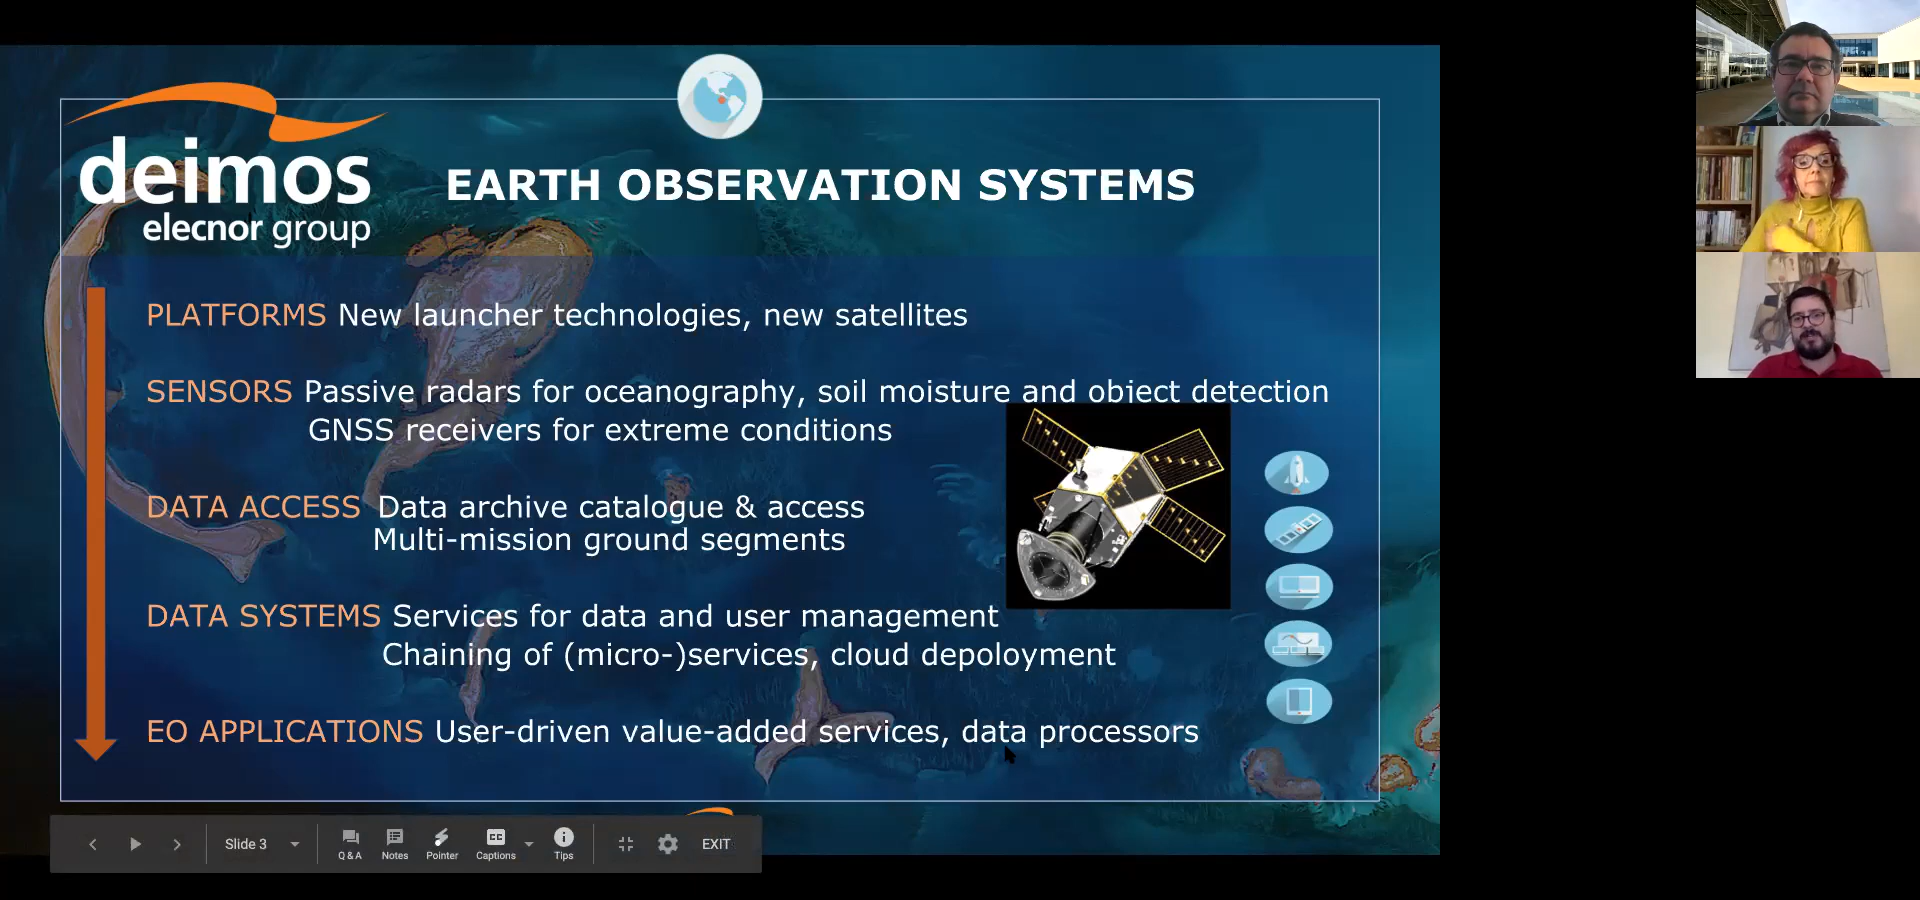 deimos
elecnor group
EARTH OBSERVATION SYSTEMS
PLATFORMS New launcher technologies, new satellites
SENSORS Passive radars for oceanography, soil moisture and object detection
GNSS receivers for extreme conditions
DATA ACCESS Data archive catalogue & access
Multi-mission ground segments
DATA SYSTEMS Services for data and user management
Chaining of (micro-)services, cloud depoloyment
EO APPLICATIONS User-driven value-added services, data processors
Slide 3
Q & A
Notes
Pointer
CC
Captions
Tips
EXIT